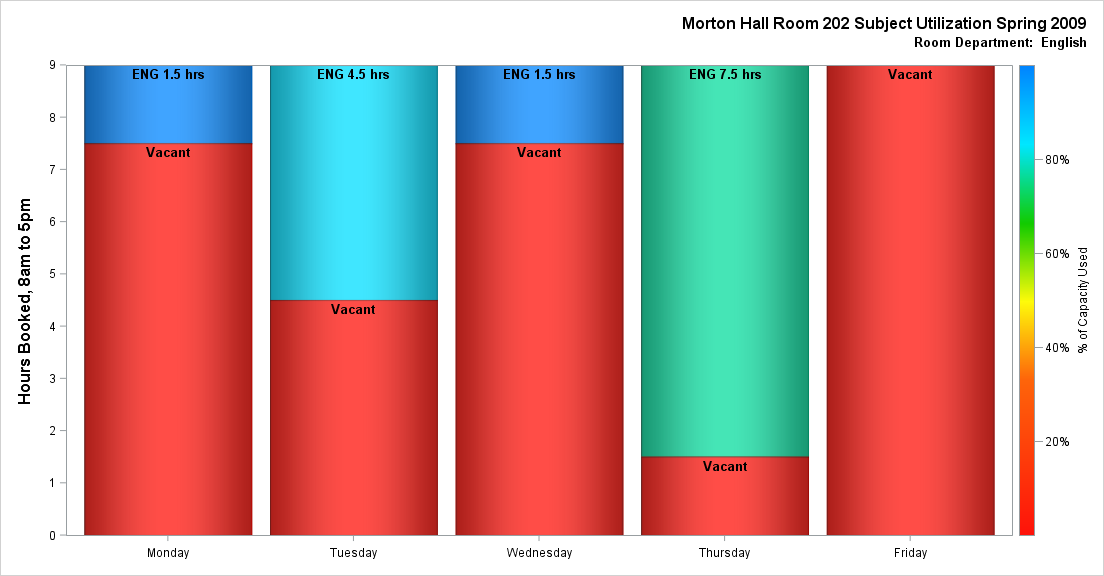 Morton Hall Room 202 Subject Utilization Spring 2009
Room Department: English
Hours Booked, 8am to 5pm
9
8
7
6
5
4
3
2
1
0
ENG 1.5 hrs
Vacant
ENG 4.5 hrs
Vacant
ENG 1.5 hrs
Vacant
ENG 7.5 hrs
Vacant
Vacant
Monday
Tuesday
Wednesday
Thursday
Friday
80%
60%
40%
20%
% of Capacity Used